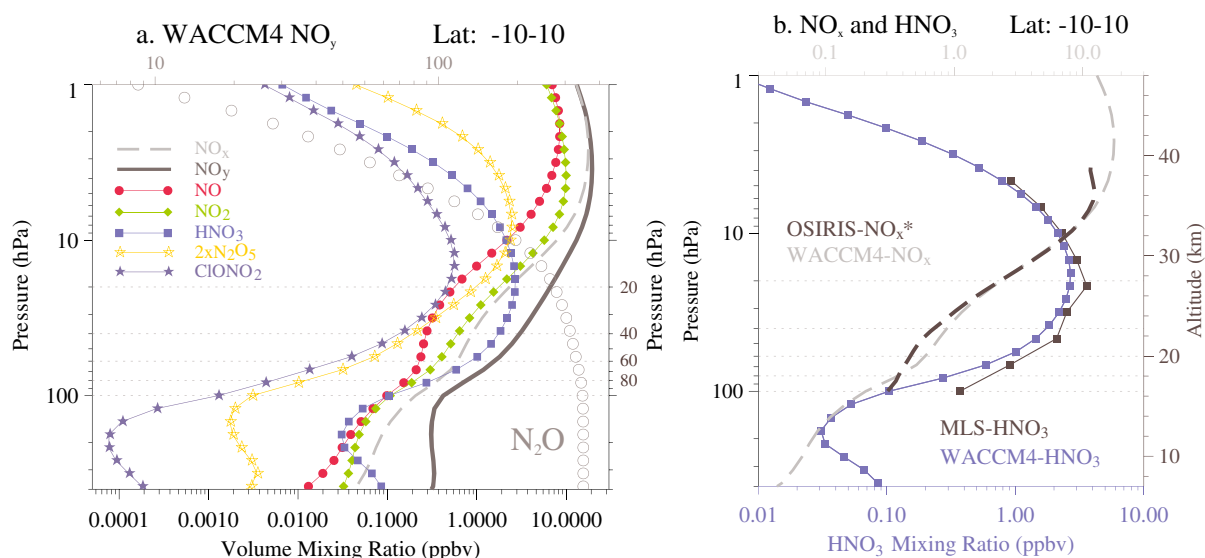 a. WACCM4 NOy Lat: -10-10
10 100
1
10
100
Pressure (hPa)
NOx
NOy
NO
NO2
HNO3
2xN2O5
ClONO2
20
40
60
80
Pressure (hPa)
N2O
0.0001 0.0010 0.0100 0.1000 1.0000 10.0000
Volume Mixing Ratio (ppbv)
b. NOx and HNO3 Lat: -10-10
0.1 1.0 10.0
1
10
100
Pressure (hPa)
OSIRIS-NOx*
WACCM4-NOx
MLS-HNO3
WACCM4-HNO3
40
30
20
10
Altitude (km)
0.01 0.10 1.00 10.00
HNO3 Mixing Ratio (ppbv)